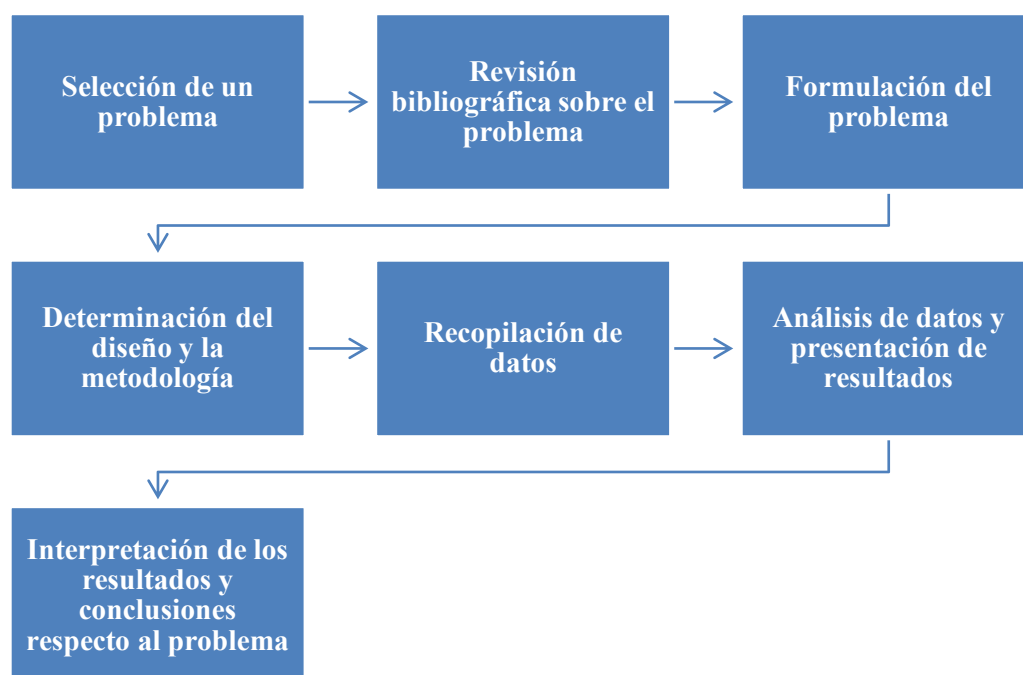 Selección de un
problema
Revisión
bibliográfica sobre el
problema
Formulación del
problema
Determinación del
diseño y la
metodología
Recopilación de
datos
Análisis de datos y
presentación de
resultados
Interpretación de los
resultados y
conclusiones
respecto al problema